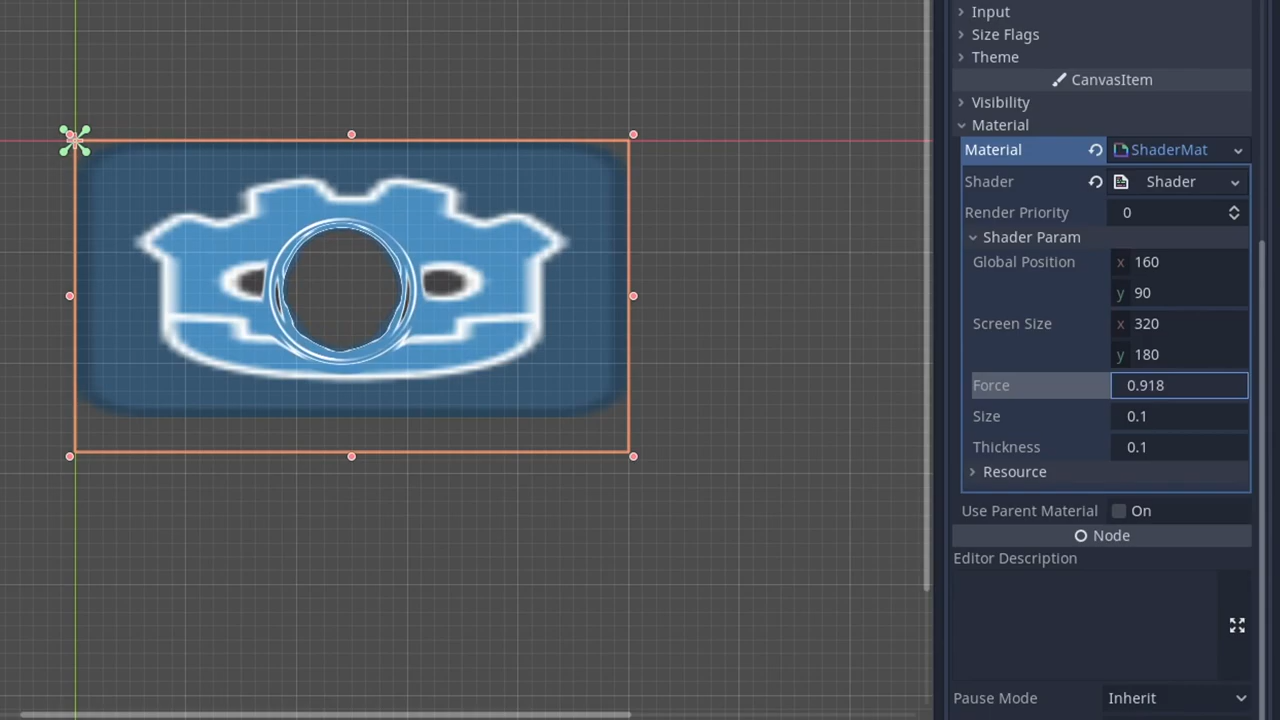 Input
Size Flags
Theme
CanvasItem
Visibility
Material
Material ShaderMat
Shader Shader
Render Priority 0
Shader Param
Global Position x 160
y 90
Screen Size x 320
y 180
Force 0.918
Size 0.1
Thickness 0.1
Resource
Use Parent Material On
Node
Editor Description
Pause Mode Inherit